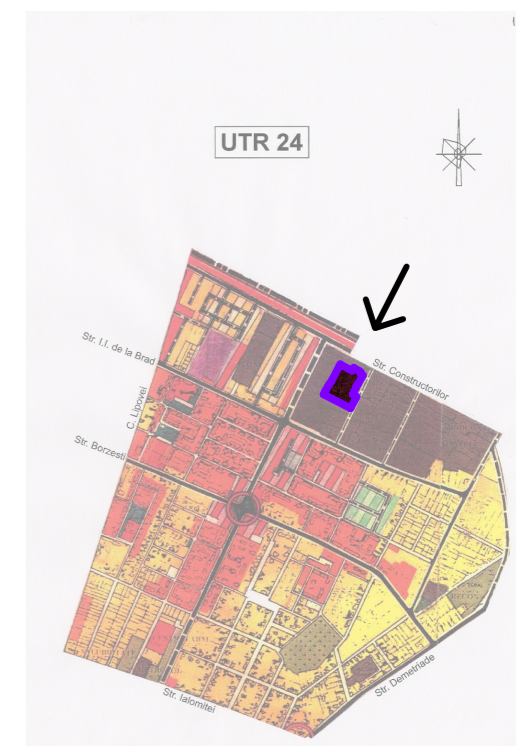 UTR 24
Str. I.I. de la Brad
Str. Constructorilor
C. Lipovei
Str. Borzesti
Str. Demetriade
Str. Ialomitei